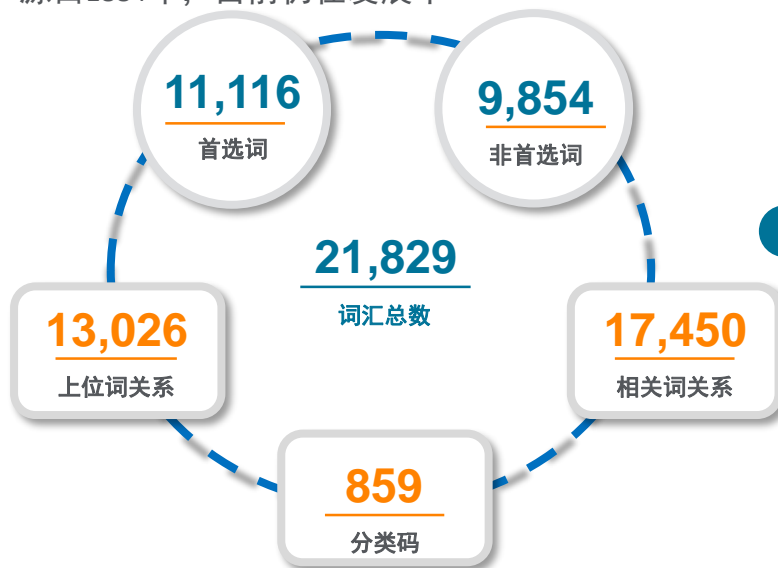 11,116
首选词
9,854
非首选词
21,829
词汇总数
13,026
上位词关系
17,450
相关词关系
859
分类码